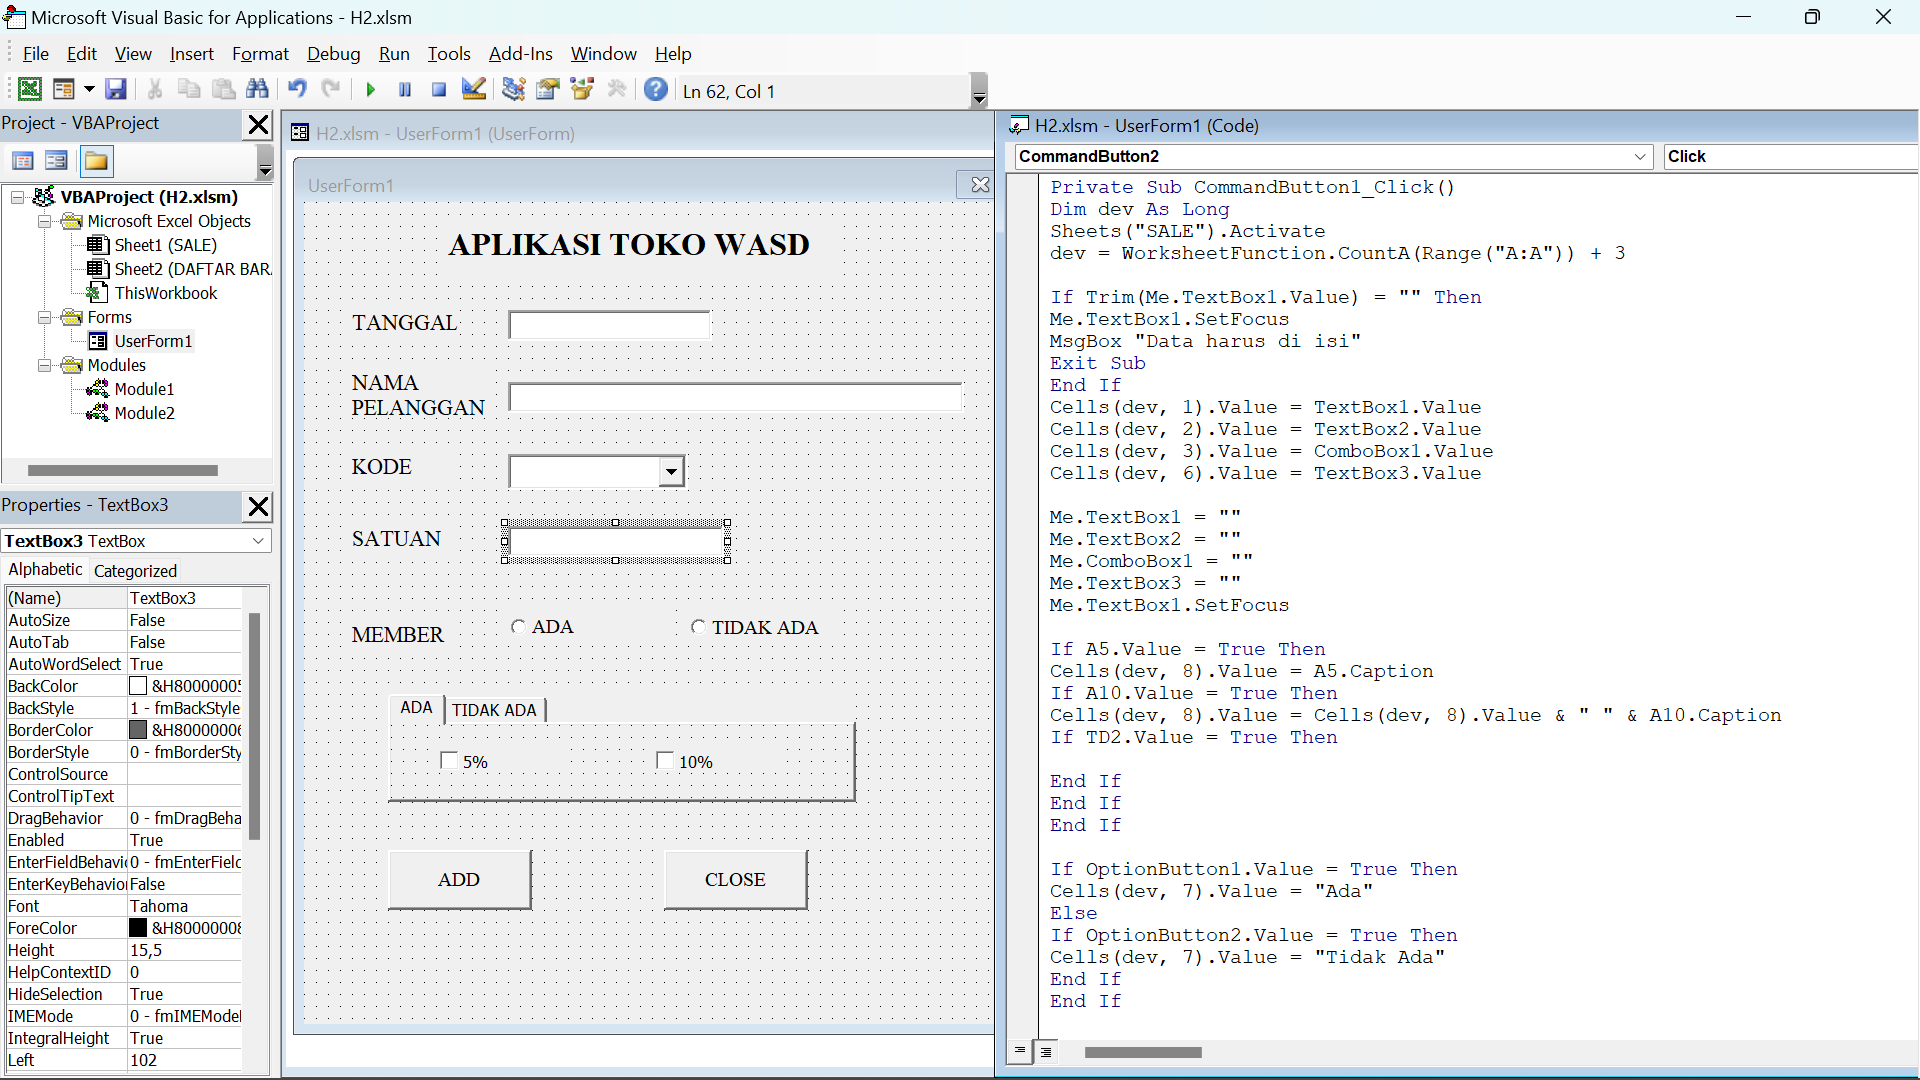 Microsoft Visual Basic for Applications - H2.xlsm
File Edit View Insert Format Debug Run Tools Add-Ins Window Help
Ln 62, Col 1
Project - VBAProject
VBAProject (H2.xlsm)
Microsoft Excel Objects
Sheet1 (SALE)
Sheet2 (DAFTAR BAR
ThisWorkbook
Forms
UserForm1
Modules
Module1
Module2
Properties - TextBox3
TextBox3 TextBox
Alphabetic Categorized
(Name) TextBox3
AutoSize False
AutoTab False
AutoWordSelect True
BackColor &H80000005
BackStyle 1 - fmBackStyle
BorderColor &H80000006
BorderStyle 0 - fmBorderSty
ControlSource
ControlTipText
DragBehavior 0 - fmDragBeha
Enabled True
EnterFieldBehavi 0 - fmEnterField
EnterKeyBehavior False
Font Tahoma
ForeColor &H80000008
Height 15,5
HelpContextID 0
HideSelection True
IMEMode 0 - fmIMEMode
IntegralHeight True
Left 102
H2.xlsm - UserForm1 (UserForm)
UserForm1
APLIKASI TOKO WASD
TANGGAL
NAMA
PELANGGAN
KODE
SATUAN
MEMBER ADA TIDAK ADA
ADA TIDAK ADA
5% 10%
ADD CLOSE
H2.xlsm - UserForm1 (Code)
CommandButton2 Click
Private Sub CommandButton1_Click()
Dim dev As Long
Sheets("SALE").Activate
dev = WorksheetFunction.CountA(Range("A:A")) + 3
If Trim(Me.TextBox1.Value) = "" Then
Me.TextBox1.SetFocus
MsgBox "Data harus di isi"
Exit Sub
End If
Cells(dev, 1).Value = TextBox1.Value
Cells(dev, 2).Value = TextBox2.Value
Cells(dev, 3).Value = ComboBox1.Value
Cells(dev, 6).Value = TextBox3.Value
Me.TextBox1 = ""
Me.TextBox2 = ""
Me.ComboBox1 = ""
Me.TextBox3 = ""
Me.TextBox1.SetFocus
If A5.Value = True Then
Cells(dev, 8).Value = A5.Caption
If A10.Value = True Then
Cells(dev, 8).Value = Cells(dev, 8).Value & " " & A10.Caption
If TD2.Value = True Then
End If
End If
End If
If OptionButton1.Value = True Then
Cells(dev, 7).Value = "Ada"
Else
If OptionButton2.Value = True Then
Cells(dev, 7).Value = "Tidak Ada"
End If
End If